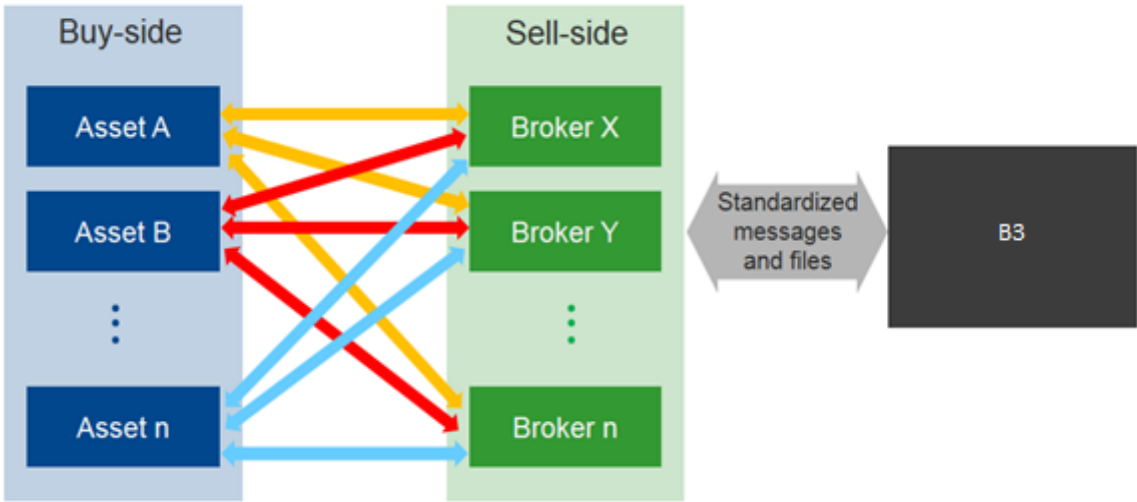 Buy-side
Sell-side
Asset A
Broker X
Asset B
Broker Y
Standardized
messages
and files
B3
Asset n
Broker n